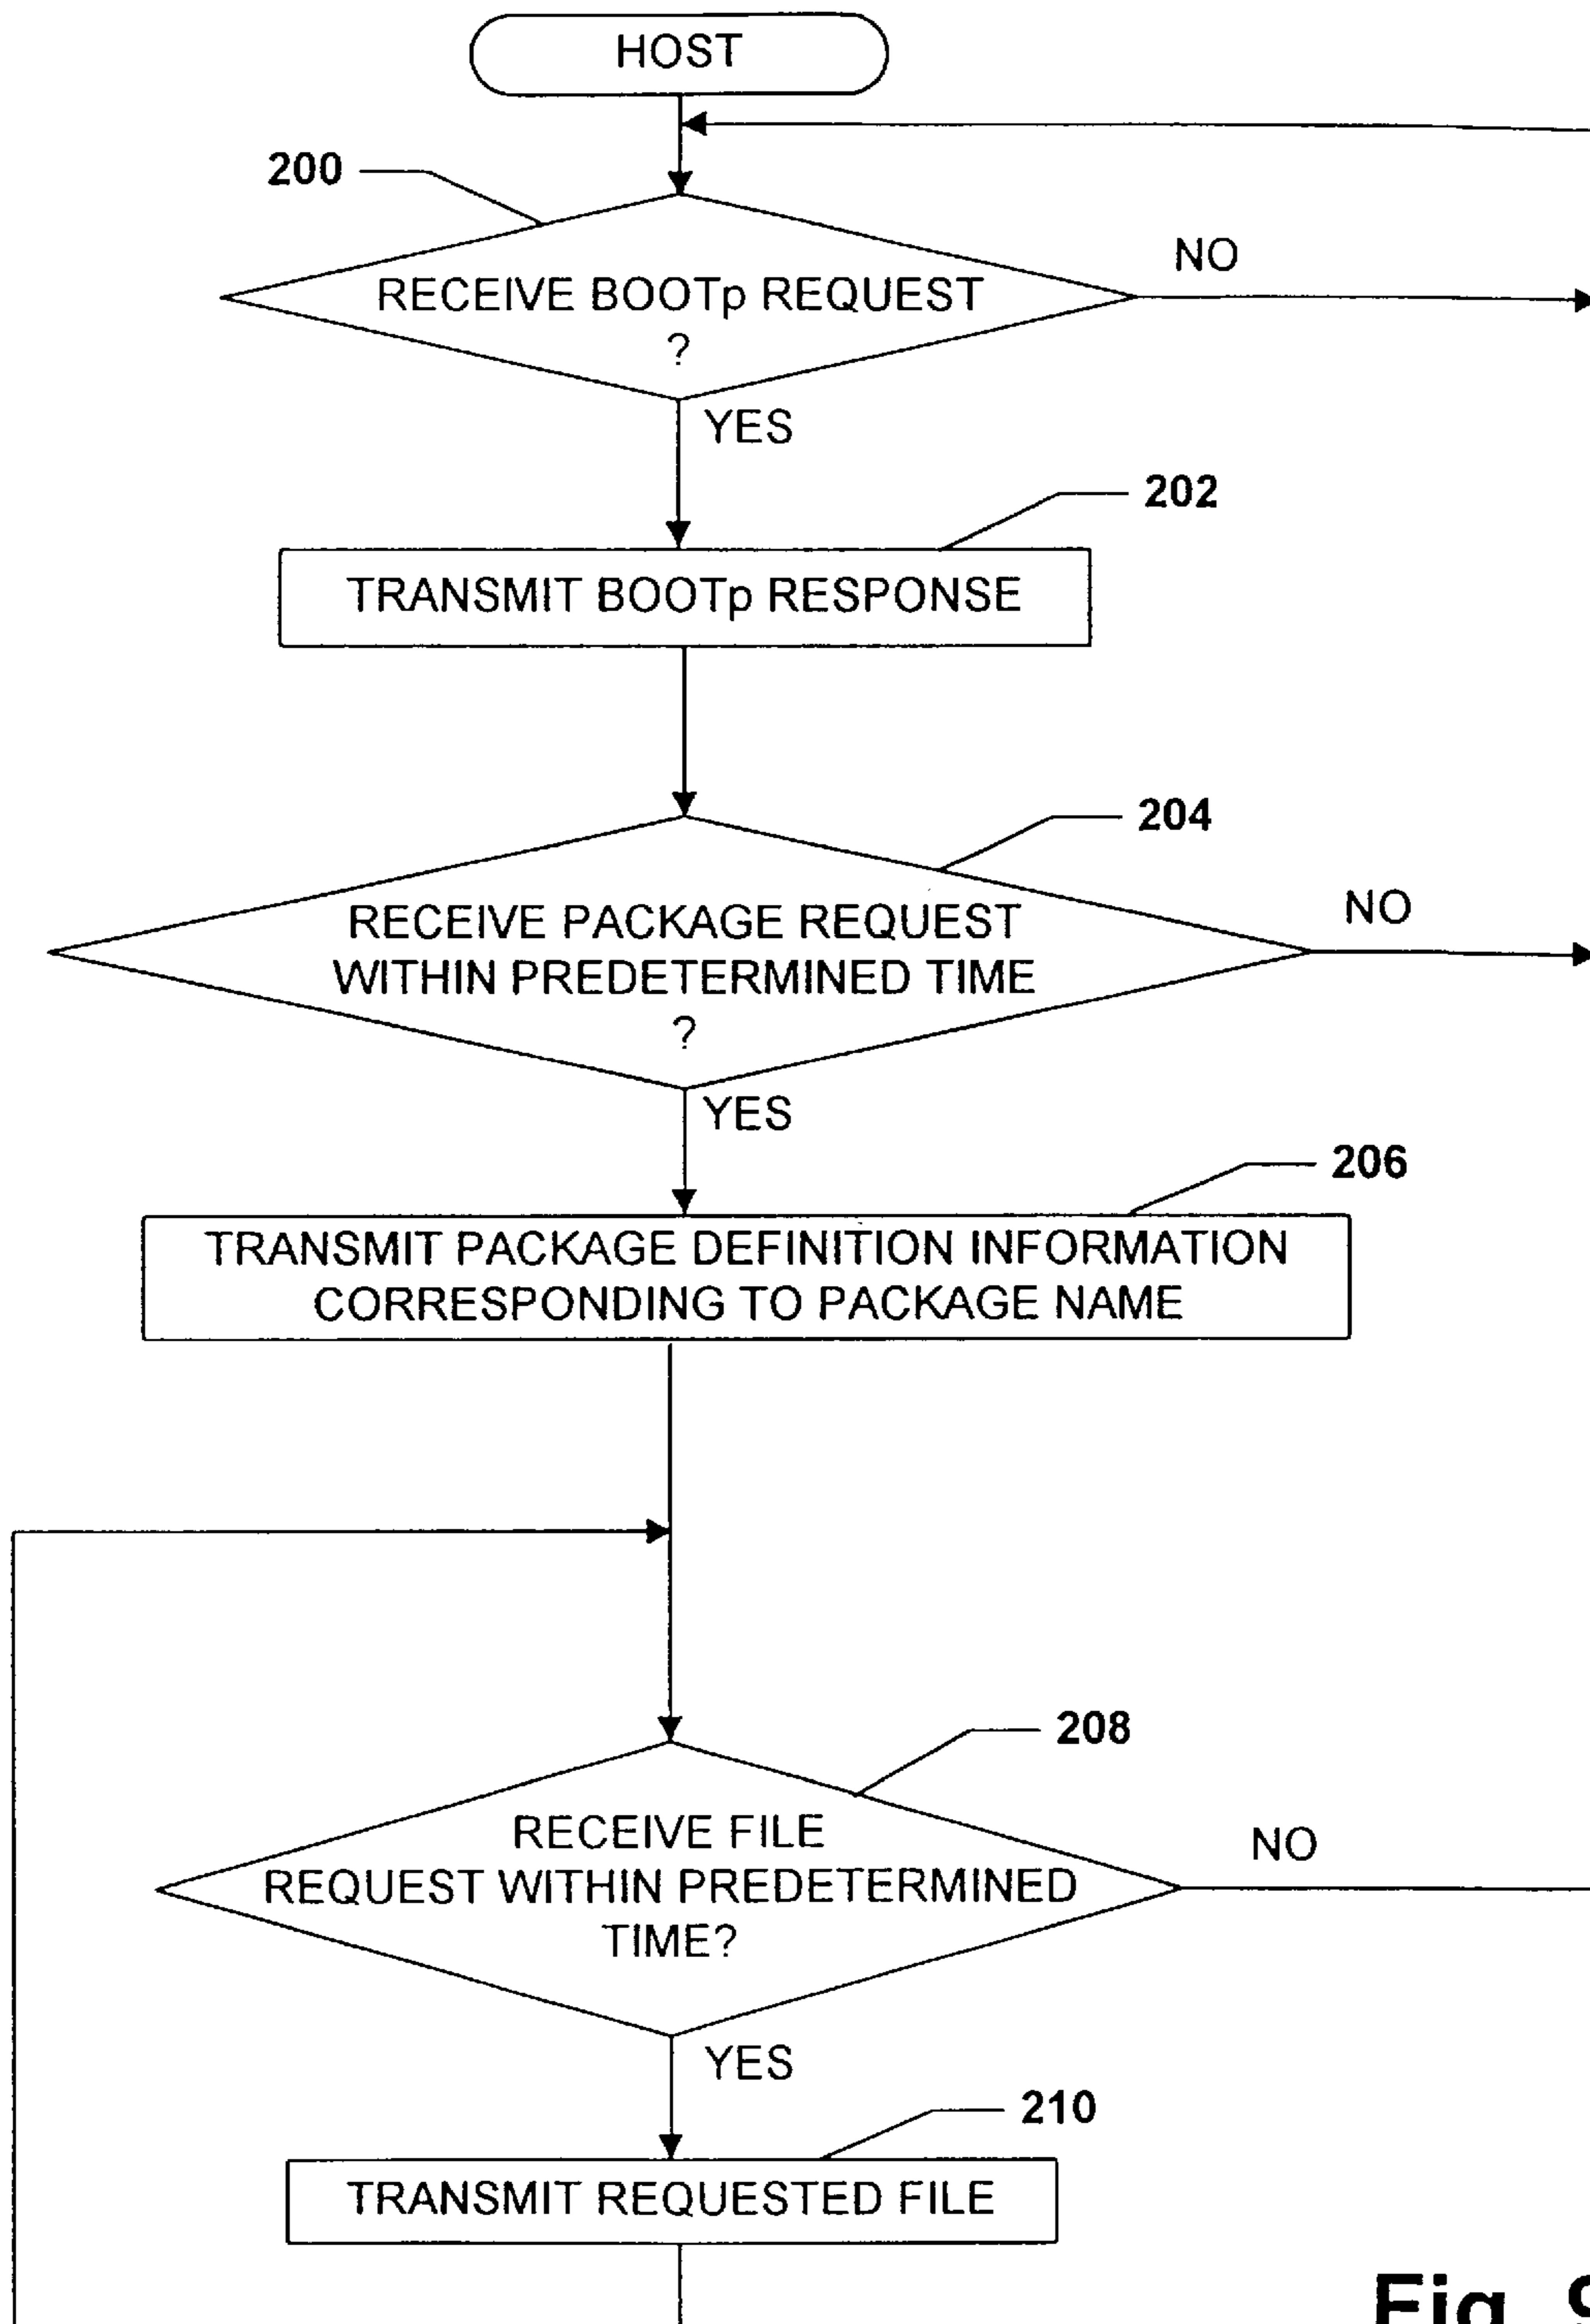 HOST
200
NO
RECEIVE BOOTp REQUEST
?
YES
202
TRANSMIT BOOTp RESPONSE
204
NO
RECEIVE PACKAGE REQUEST
WITHIN PREDETERMINED TIME
?
YES
206
TRANSMIT PACKAGE DEFINITION INFORMATION
CORRESPONDING TO PACKAGE NAME
208
RECEIVE FILE
NO
REQUEST WITHIN PREDETERMINED
TIME?
YES
210
TRANSMIT REQUESTED FILE
Fig.